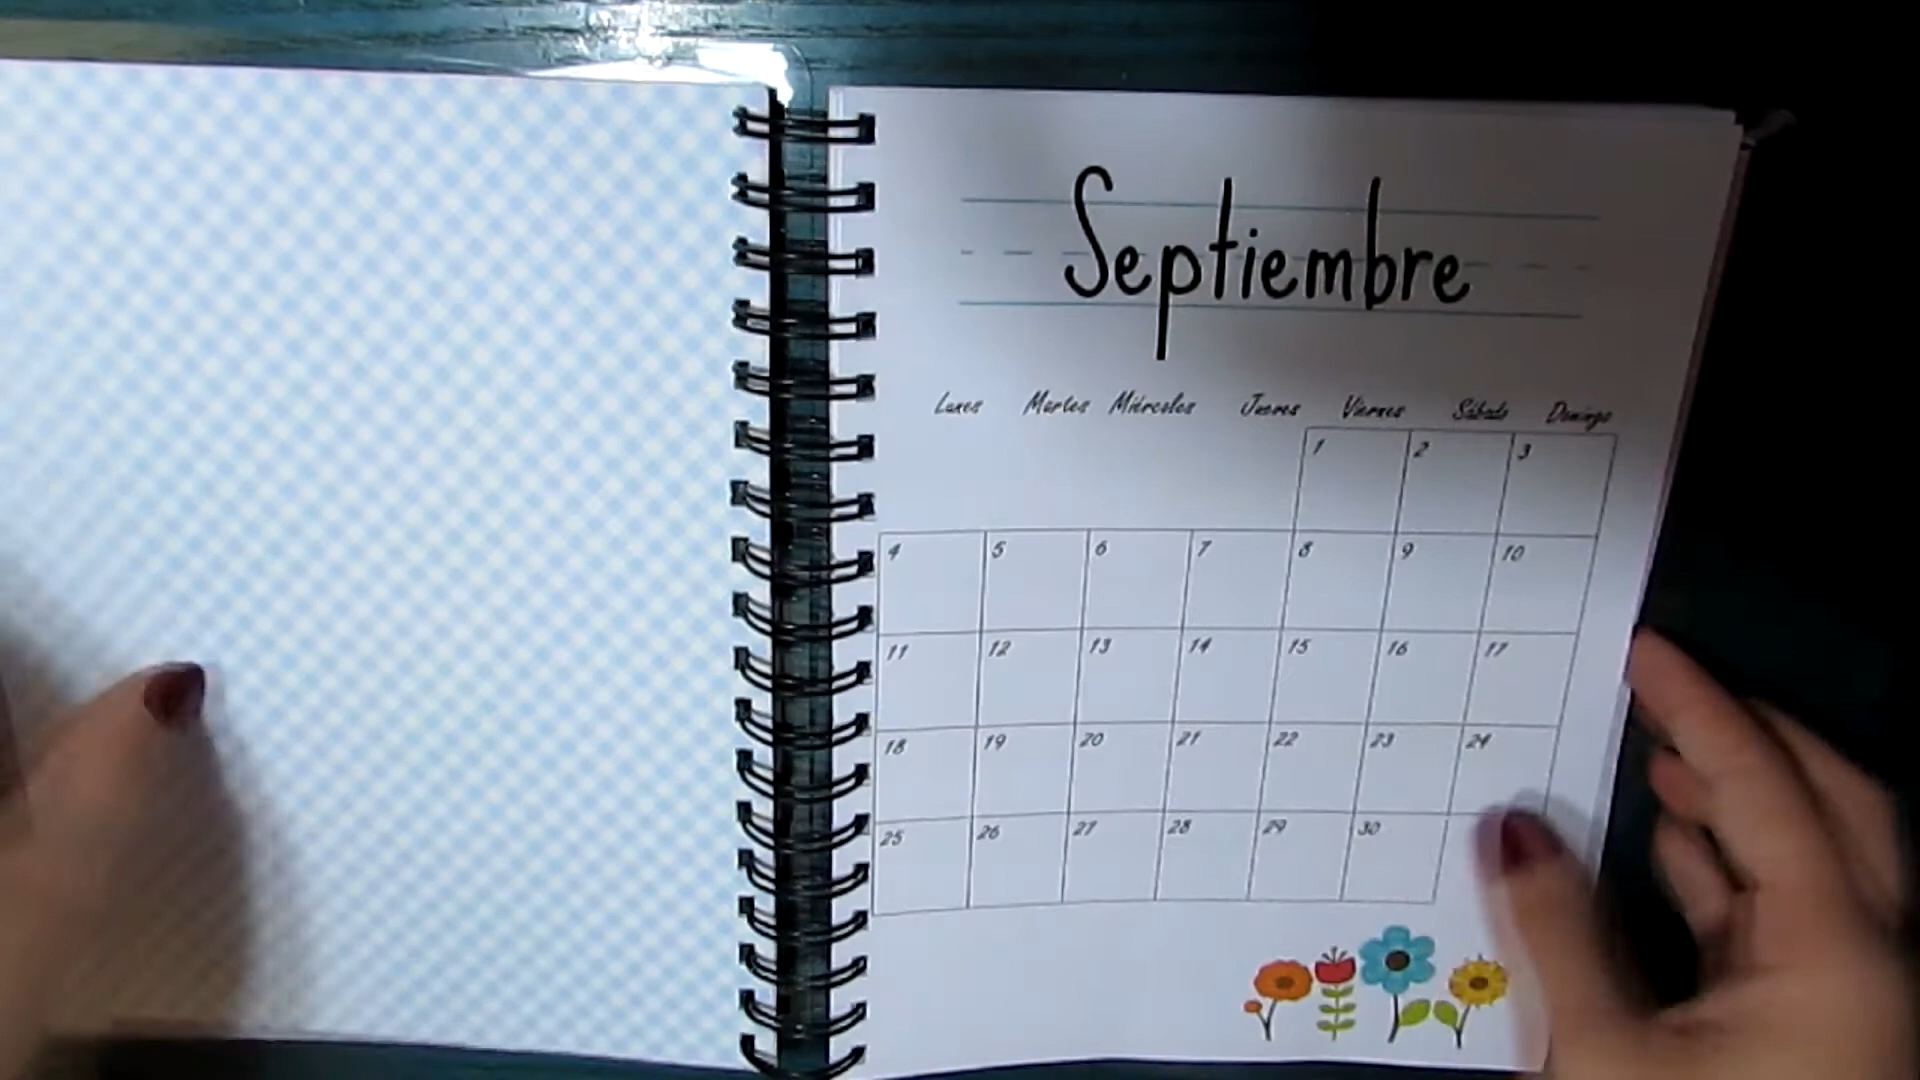 Septiembre
Lunes Martes Miércoles Jueves Viernes Sábado Domingo
1 2 3
4 5 6 7 8 9 10
11 12 13 14 15 16 17
18 19 20 21 22 23 24
25 26 27 28 29 30